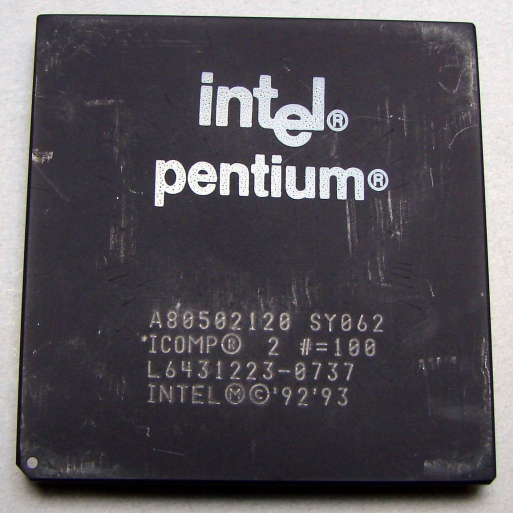 intel®
pentium®
A80502120 SY062
ICOMP® 2 #=100
L6431223-0737
INTEL Ⓜ©'92'93